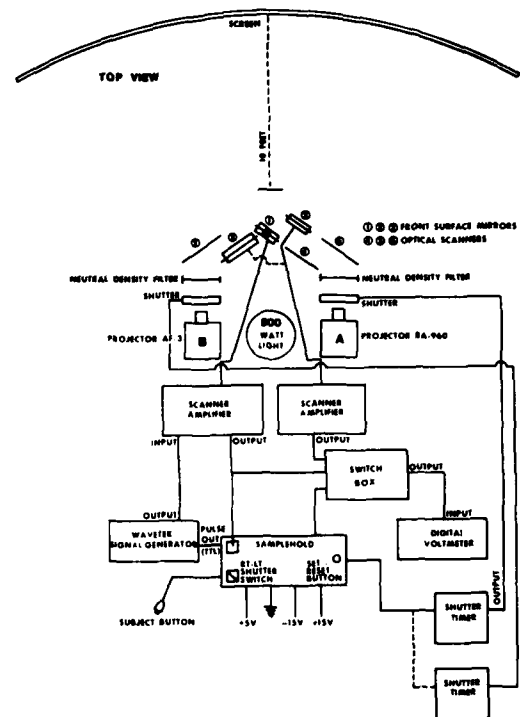 SCREEN
TOP VIEW
10 FEET
① ② ③ FRONT SURFACE MIRRORS
④ ⑤ ⑥ OPTICAL SCANNERS
NEUTRAL DENSITY FILTER
NEUTRAL DENSITY FILTER
SHUTTER
SHUTTER
PROJECTOR AF-3
B
800 WATT LIGHT
A
PROJECTOR RA-960
SCANNER AMPLIFIER
SCANNER AMPLIFIER
INPUT
OUTPUT
OUTPUT
SWITCH BOX
OUTPUT
INPUT
DIGITAL VOLTMETER
OUTPUT
WAVETEK SIGNAL GENERATOR
PULSE OUT (TTL)
SAMPLEHOLD
RT-LT SHUTTER SWITCH
SET RESET BUTTON
SUBJECT BUTTON
+5V
-15V
+15V
OUTPUT
SHUTTER TIMER
SHUTTER TIMER